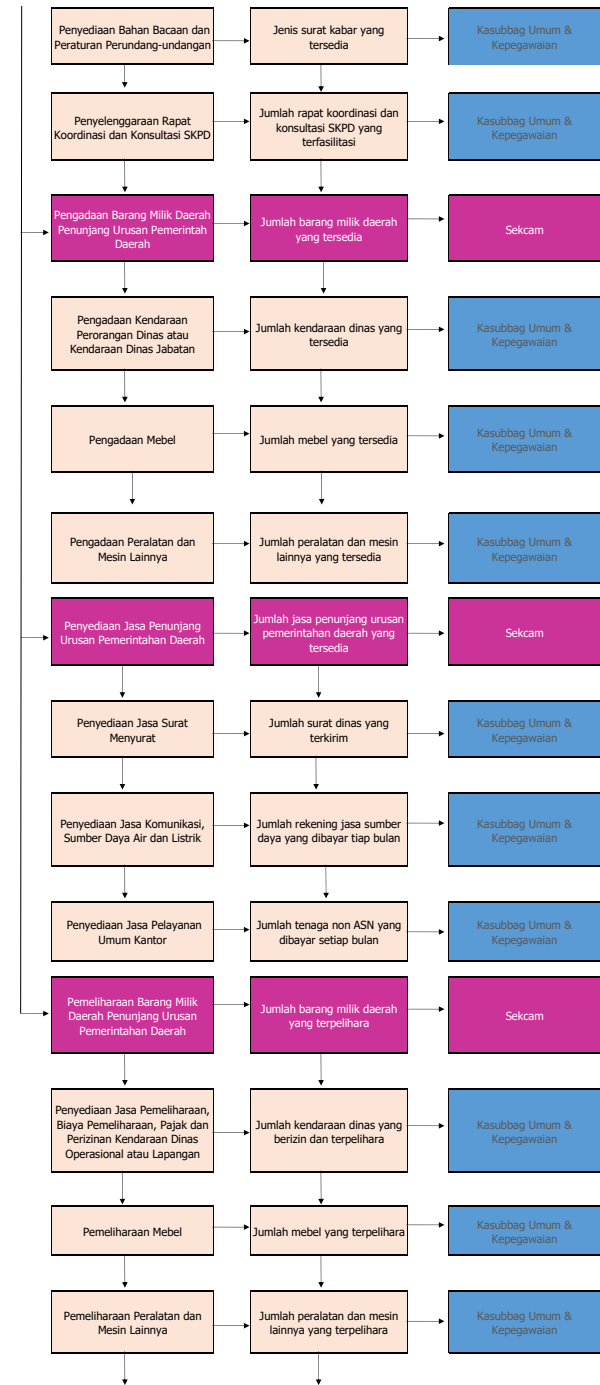 Penyediaan Bahan Bacaan dan
Peraturan Perundang-undangan
Jenis surat kabar yang
tersedia
Kasubbag Umum &
Kepegawaian
Penyelenggaraan Rapat
Koordinasi dan Konsultasi SKPD
Jumlah rapat koordinasi dan
konsultasi SKPD yang
terfasilitasi
Kasubbag Umum &
Kepegawaian
Pengadaan Barang Milik Daerah
Penunjang Urusan Pemerintah
Daerah
Jumlah barang milik daerah
yang tersedia
Sekcam
Pengadaan Kendaraan
Perorangan Dinas atau
Kendaraan Dinas Jabatan
Jumlah kendaraan dinas yang
tersedia
Kasubbag Umum &
Kepegawaian
Pengadaan Mebel
Jumlah mebel yang tersedia
Kasubbag Umum &
Kepegawaian
Pengadaan Peralatan dan
Mesin Lainnya
Jumlah peralatan dan mesin
lainnya yang tersedia
Kasubbag Umum &
Kepegawaian
Penyediaan Jasa Penunjang
Urusan Pemerintahan Daerah
Jumlah jasa penunjang urusan
pemerintahan daerah yang
tersedia
Sekcam
Penyediaan Jasa Surat
Menyurat
Jumlah surat dinas yang
terkirim
Kasubbag Umum &
Kepegawaian
Penyediaan Jasa Komunikasi,
Sumber Daya Air dan Listrik
Jumlah rekening jasa sumber
daya yang dibayar tiap bulan
Kasubbag Umum &
Kepegawaian
Penyediaan Jasa Pelayanan
Umum Kantor
Jumlah tenaga non ASN yang
dibayar setiap bulan
Kasubbag Umum &
Kepegawaian
Pemeliharaan Barang Milik
Daerah Penunjang Urusan
Pemerintahan Daerah
Jumlah barang milik daerah
yang terpelihara
Sekcam
Penyediaan Jasa Pemeliharaan,
Biaya Pemeliharaan, Pajak dan
Perizinan Kendaraan Dinas
Operasional atau Lapangan
Jumlah kendaraan dinas yang
berizin dan terpelihara
Kasubbag Umum &
Kepegawaian
Pemeliharaan Mebel
Jumlah mebel yang terpelihara
Kasubbag Umum &
Kepegawaian
Pemeliharaan Peralatan dan
Mesin Lainnya
Jumlah peralatan dan mesin
lainnya yang terpelihara
Kasubbag Umum &
Kepegawaian